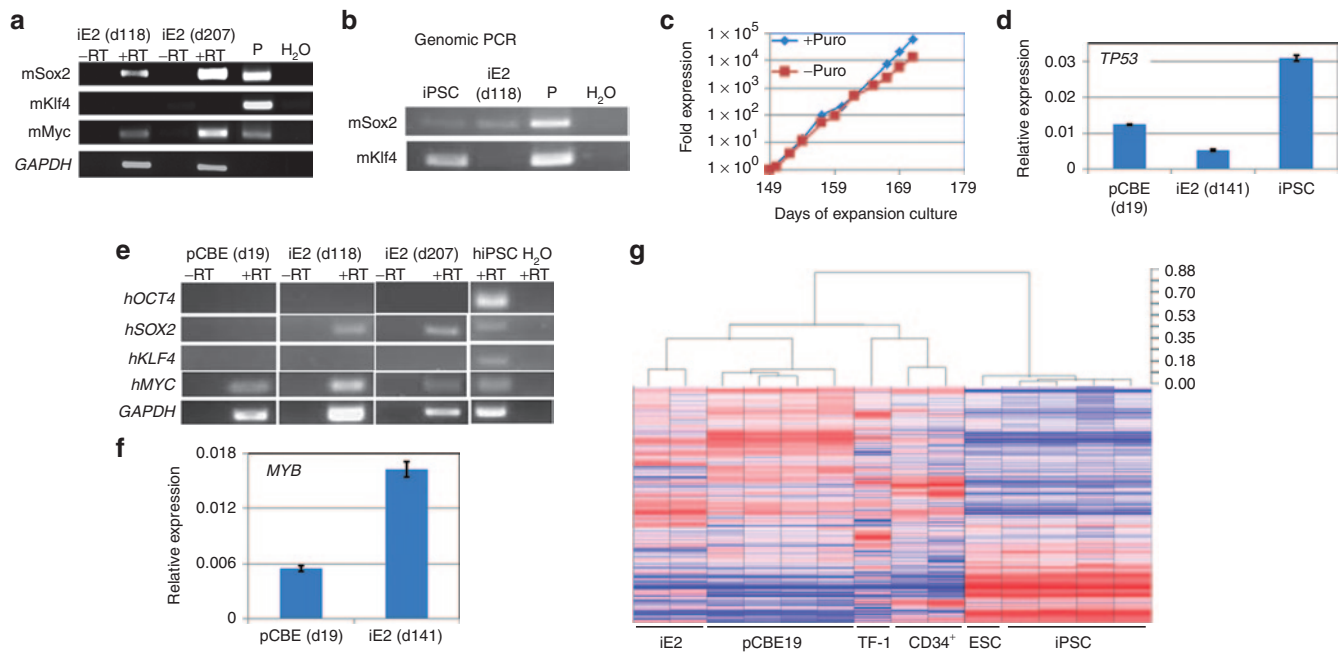 a
iE2 (d118) iE2 (d207)
–RT +RT –RT +RT P H₂O
mSox2
mKlf4
mMyc
GAPDH
b
Genomic PCR
iPSC iE2 (d118) P H₂O
mSox2
mKlf4
c
Fold expression
1 × 10⁵
1 × 10⁴
1 × 10³
1 × 10²
1 × 10¹
1 × 10⁰
+Puro
–Puro
149 159 169 179
Days of expansion culture
d
TP53
Relative expression
0.03
0.01
0
pCBE (d19) iE2 (d141) iPSC
e
pCBE (d19) iE2 (d118) iE2 (d207) hiPSC H₂O
–RT +RT –RT +RT –RT +RT +RT +RT
hOCT4
hSOX2
hKLF4
hMYC
GAPDH
f
MYB
Relative expression
0.018
0.012
0.006
0
pCBE (d19) iE2 (d141)
g
0.88
0.70
0.53
0.35
0.18
0.00
iE2 pCBE19 TF-1 CD34⁺ ESC iPSC